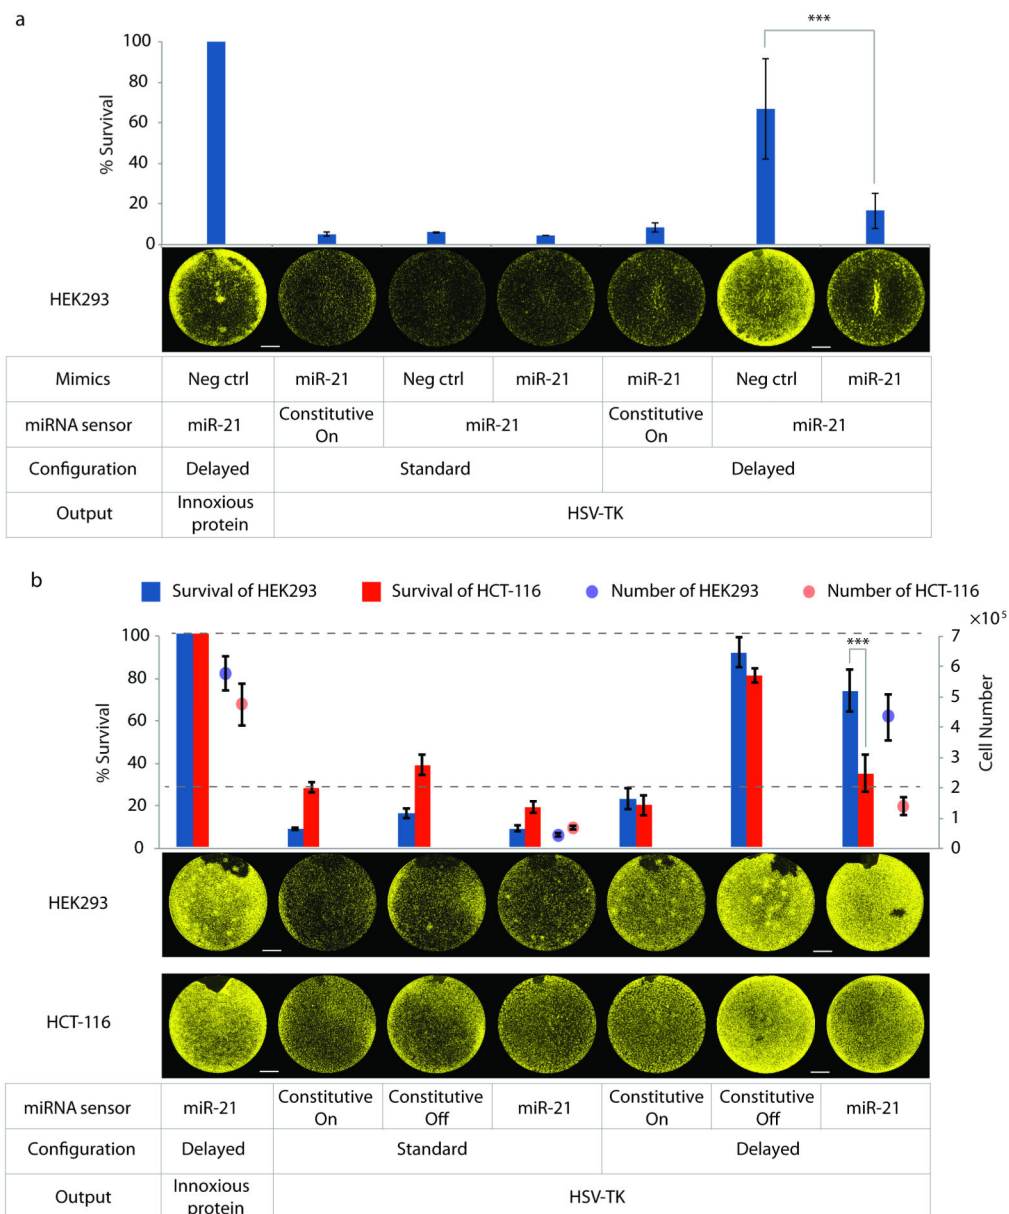 a
***
100
80
60
40
20
0
% Survival
HEK293
Mimics Neg ctrl miR-21 Neg ctrl miR-21 miR-21 Neg ctrl miR-21
miRNA sensor miR-21 Constitutive On miR-21 Constitutive On miR-21
Configuration Delayed Standard Delayed
Output Innoxious protein HSV-TK
b
Survival of HEK293 Survival of HCT-116 Number of HEK293 Number of HCT-116
×10⁵
100 7
***
6
80
5
60
4
40
3
2
20
1
0 0
% Survival
Cell Number
HEK293
HCT-116
miRNA sensor miR-21 Constitutive On Constitutive Off miR-21 Constitutive On Constitutive Off miR-21
Configuration Delayed Standard Delayed
Output Innoxious protein HSV-TK